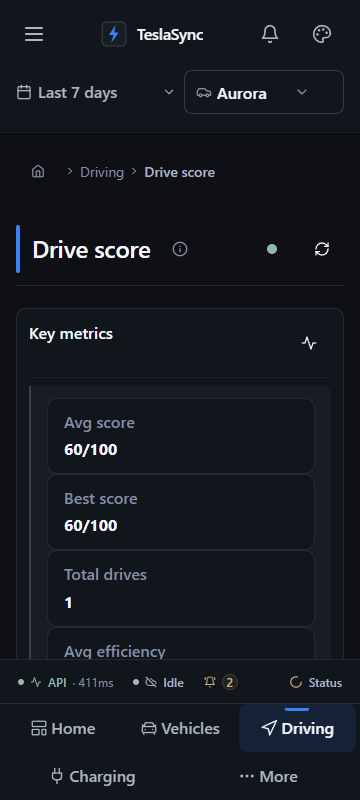 TeslaSync
Last 7 days
Aurora
Driving
Drive score
Drive score
Key metrics
Avg score
60/100
Best score
60/100
Total drives
1
Avg efficiency
API · 411ms
Idle
2
Status
Home
Vehicles
Driving
Charging
More